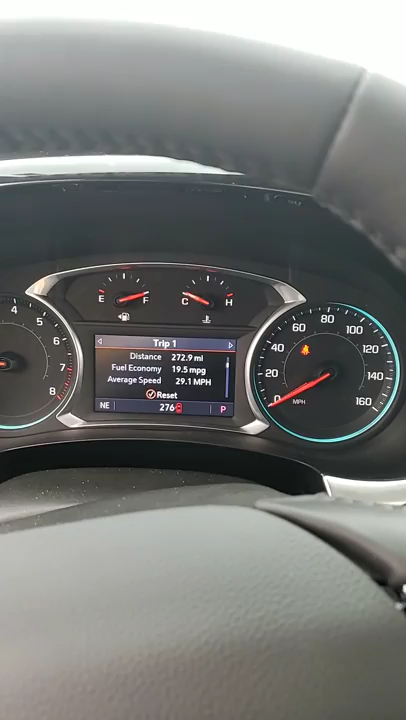 4
5
6
7
8
E F
C H
Trip 1
Distance 272.9 mi
Fuel Economy 19.5 mpg
Average Speed 29.1 MPH
Reset
NE 276 P
0
20
40
60
80
100
120
140
160
MPH